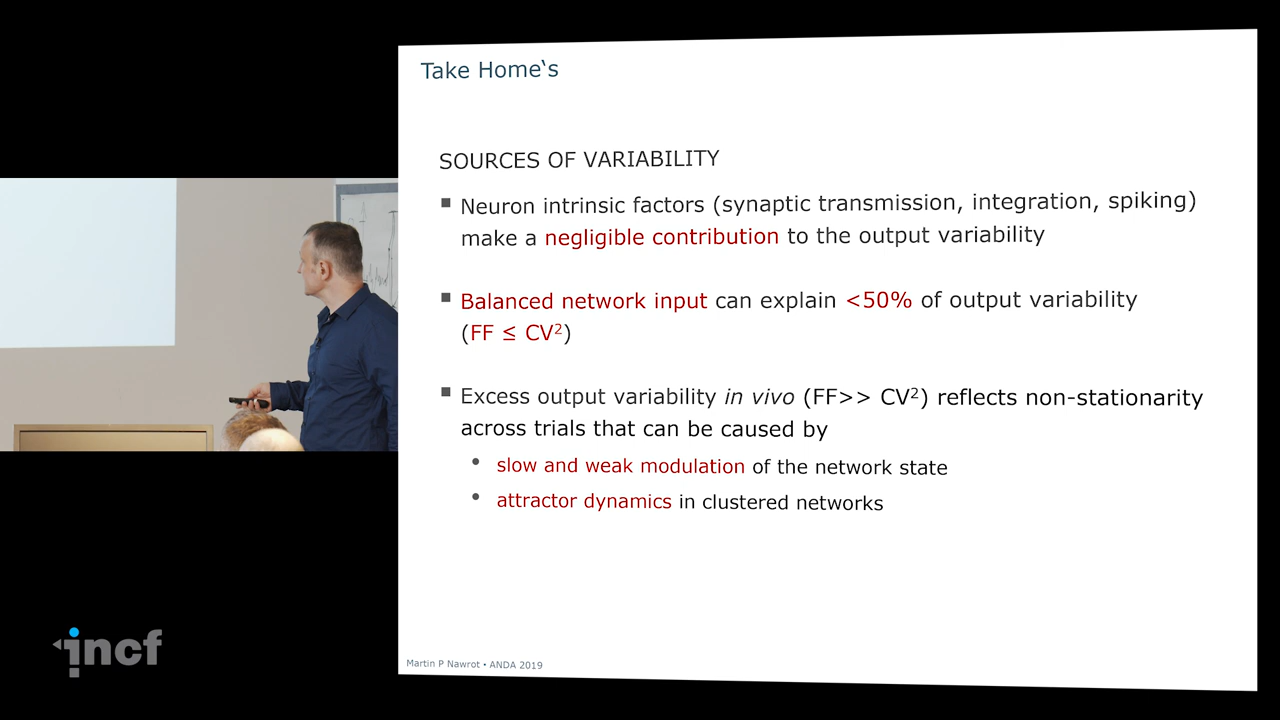 Take Home‘s
SOURCES OF VARIABILITY
Neuron intrinsic factors (synaptic transmission, integration, spiking)
make a negligible contribution to the output variability
Balanced network input can explain <50% of output variability
(FF ≤ CV²)
Excess output variability in vivo (FF>> CV²) reflects non-stationarity
across trials that can be caused by
slow and weak modulation of the network state
attractor dynamics in clustered networks
incf
Martin P Nawrot • ANDA 2019